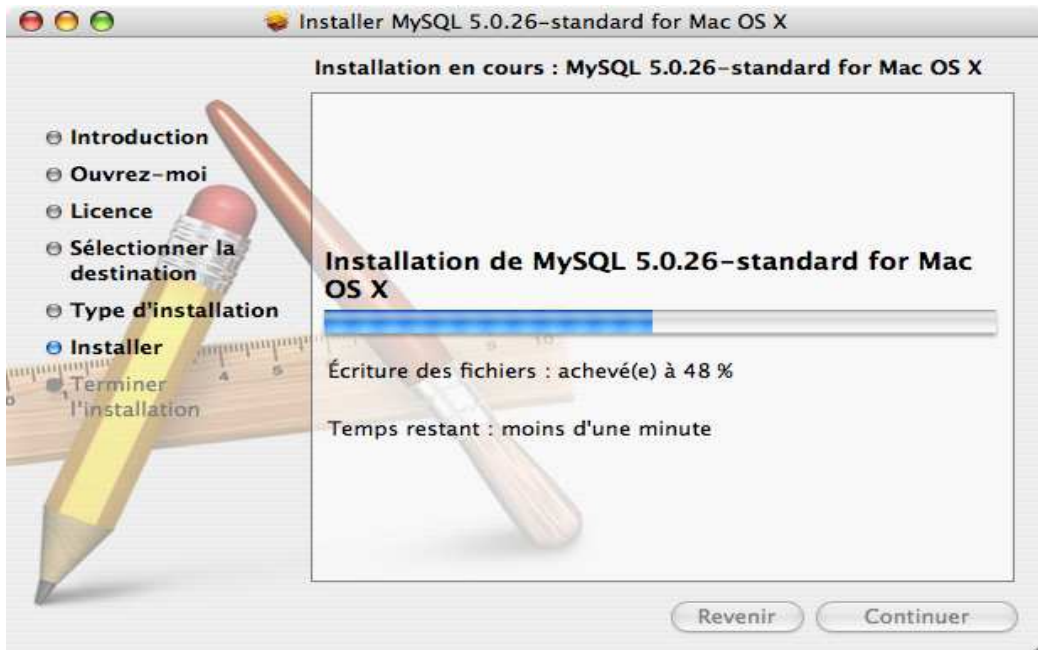 Installer MySQL 5.0.26-standard for Mac OS X
Installation en cours : MySQL 5.0.26-standard for Mac OS X
Introduction
Ouvrez-moi
Licence
Sélectionner la
destination
Type d'installation
Installer
Terminer
l'installation
Installation de MySQL 5.0.26-standard for Mac
OS X
Écriture des fichiers : achevé(e) à 48 %
Temps restant : moins d'une minute
Revenir
Continuer